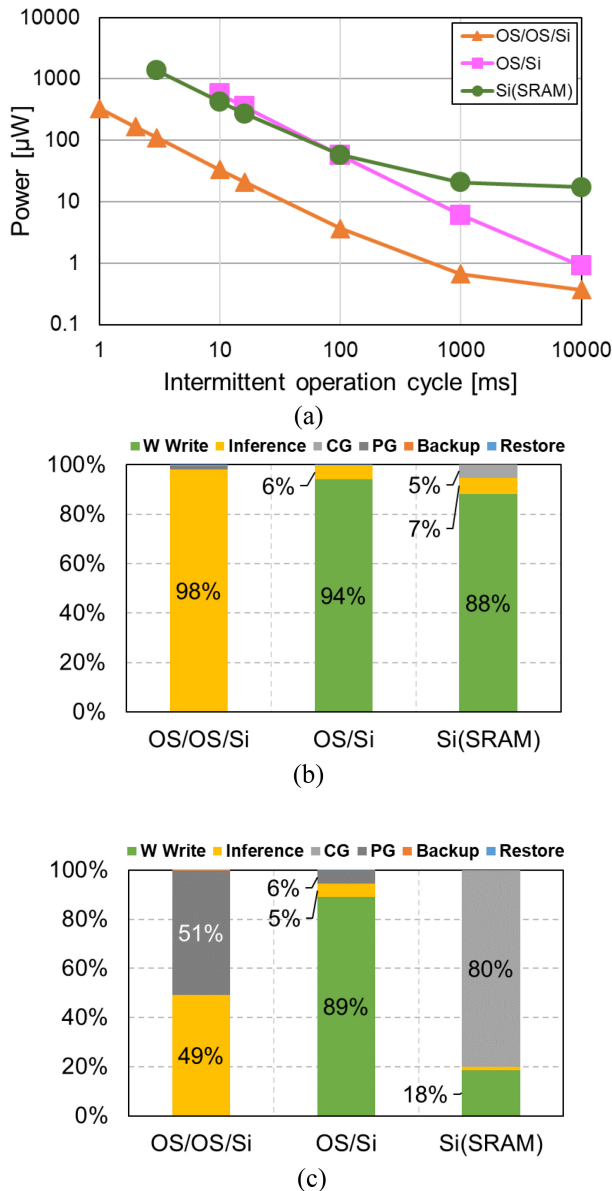 10000
1000
100
10
1
0.1
Power [µW]
OS/OS/Si
OS/Si
Si(SRAM)
1 10 100 1000 10000
Intermittent operation cycle [ms]
(a)
W Write Inference CG PG Backup Restore
100%
80%
60%
40%
20%
0%
98%
6%
94%
5%
7%
88%
OS/OS/Si OS/Si Si(SRAM)
(b)
W Write Inference CG PG Backup Restore
100%
80%
60%
40%
20%
0%
51%
49%
6%
5%
89%
80%
18%
OS/OS/Si OS/Si Si(SRAM)
(c)